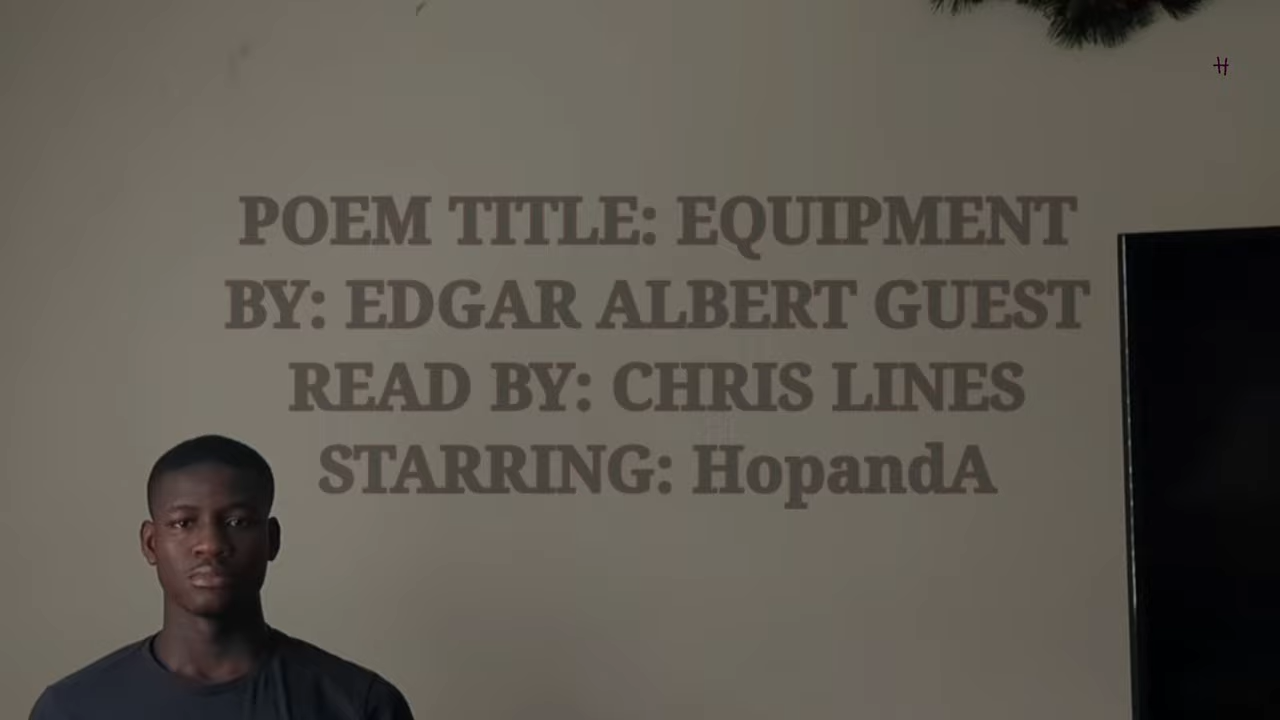 POEM TITLE: EQUIPMENT
BY: EDGAR ALBERT GUEST
READ BY: CHRIS LINES
STARRING: HopandA
H